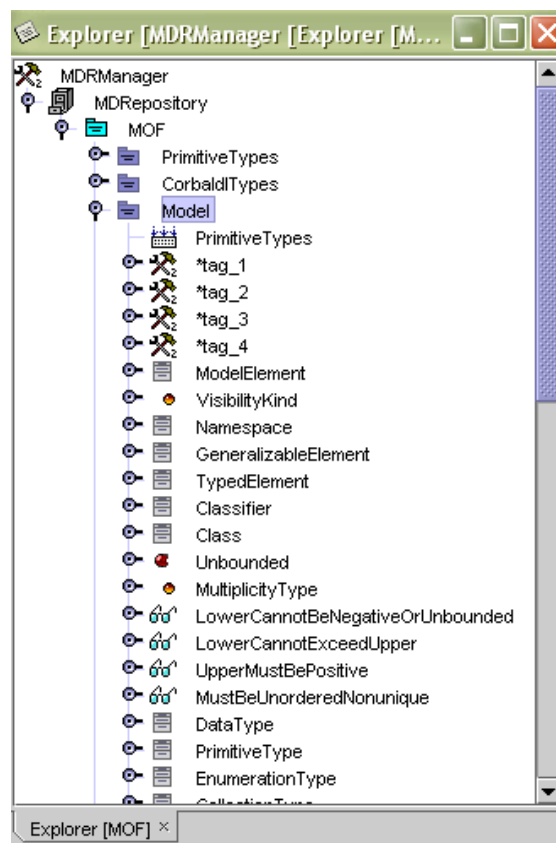 Explorer [MDRManager [Explorer [M...
MDRManager
MDRepository
MOF
PrimitiveTypes
CorbaIdlTypes
Model
PrimitiveTypes
*tag_1
*tag_2
*tag_3
*tag_4
ModelElement
VisibilityKind
Namespace
GeneralizableElement
TypedElement
Classifier
Class
Unbounded
MultiplicityType
LowerCannotBeNegativeOrUnbounded
LowerCannotExceedUpper
UpperMustBePositive
MustBeUnorderedNonunique
DataType
PrimitiveType
EnumerationType
CollectionType
Explorer [MOF] ×